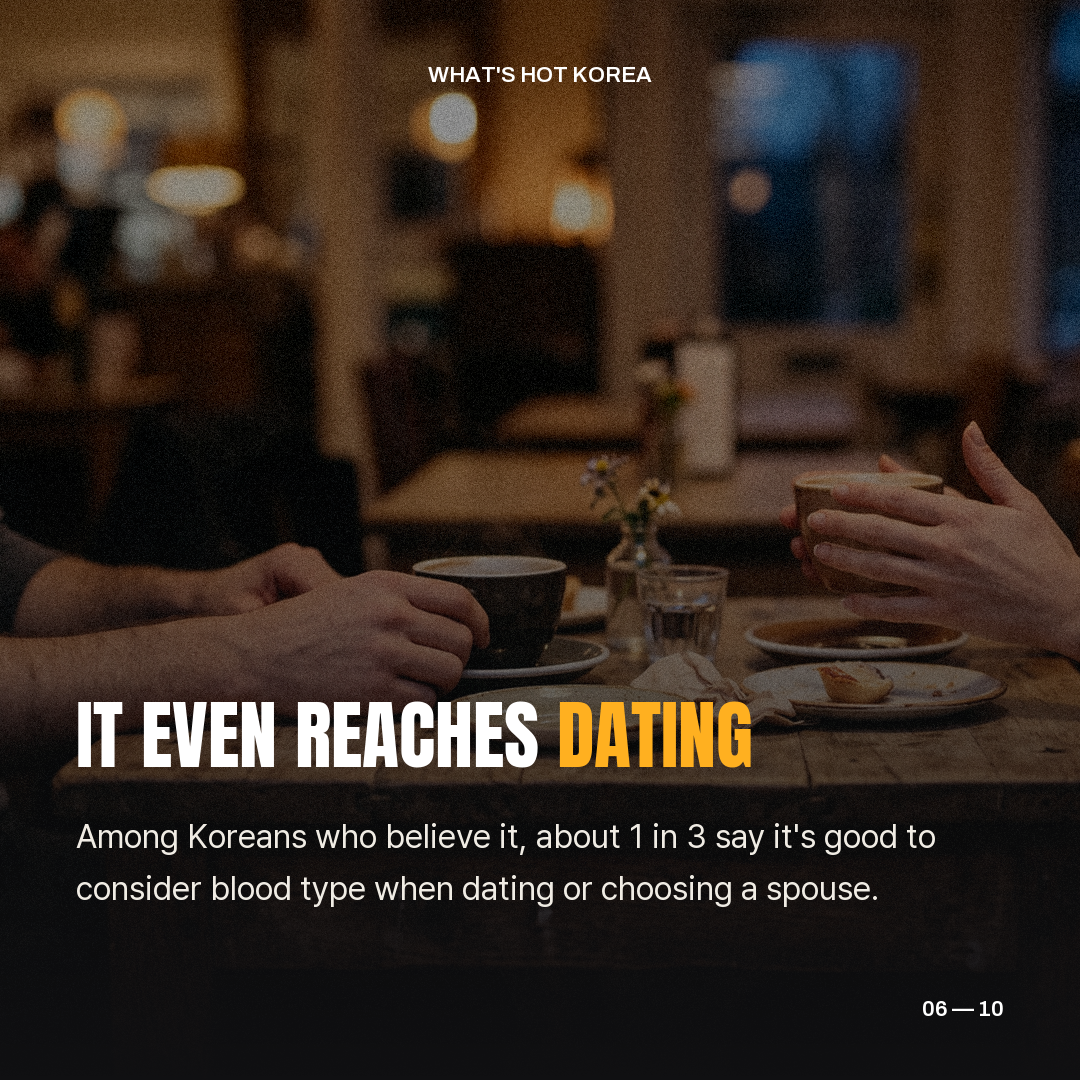 WHAT'S HOT KOREA
IT EVEN REACHES DATING
Among Koreans who believe it, about 1 in 3 say it's good to
consider blood type when dating or choosing a spouse.
06 — 10